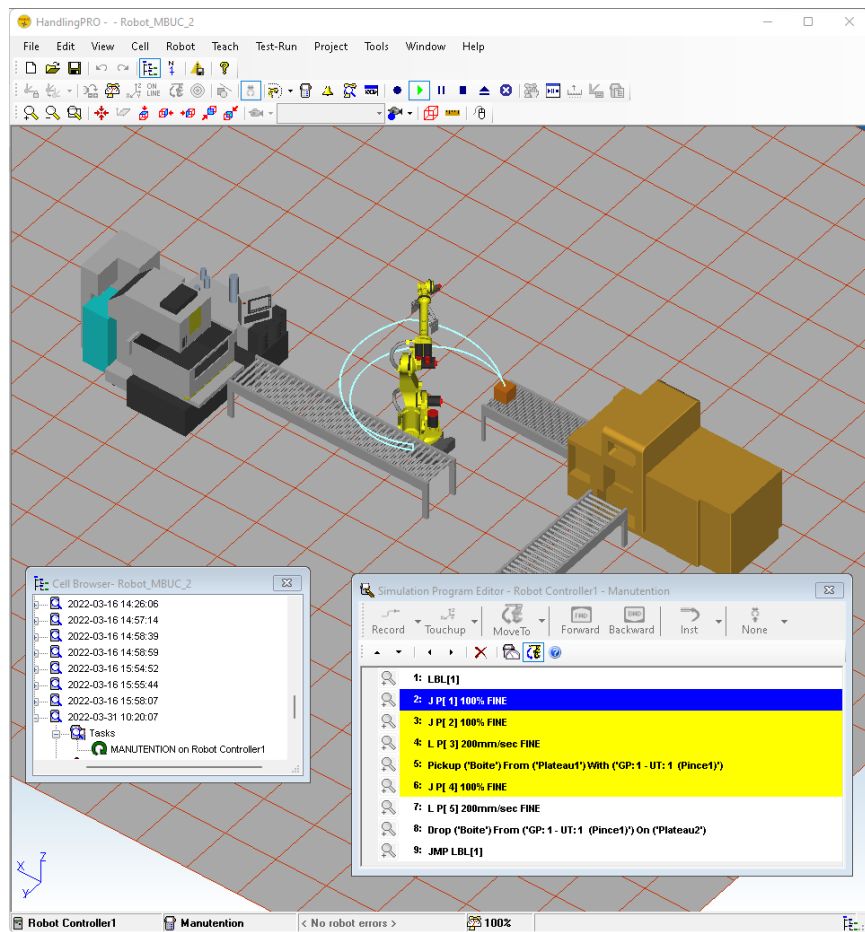 HandlingPRO - - Robot_MBUC_2
File Edit View Cell Robot Teach Test-Run Project Tools Window Help
ON
LINE
Cell Browser- Robot_MBUC_2
2022-03-16 14:26:06
2022-03-16 14:57:14
2022-03-16 14:58:39
2022-03-16 14:58:59
2022-03-16 15:54:52
2022-03-16 15:55:44
2022-03-16 15:58:07
2022-03-31 10:20:07
Tasks
MANUTENTION on Robot Controller1
Simulation Program Editor - Robot Controller1 - Manutention
FWD BWD
Record Touchup MoveTo Forward Backward Inst None
1: LBL[1]
2: J P[ 1] 100% FINE
3: J P[ 2] 100% FINE
4: L P[ 3] 200mm/sec FINE
5: Pickup ('Boite') From ('Plateau1') With ('GP: 1 - UT: 1 (Pince1)')
6: J P[ 4] 100% FINE
7: L P[ 5] 200mm/sec FINE
8: Drop ('Boite') From ('GP: 1 - UT: 1 (Pince1)') On ('Plateau2')
9: JMP LBL[1]
X Z
y
Robot Controller1 Manutention < No robot errors > 100%